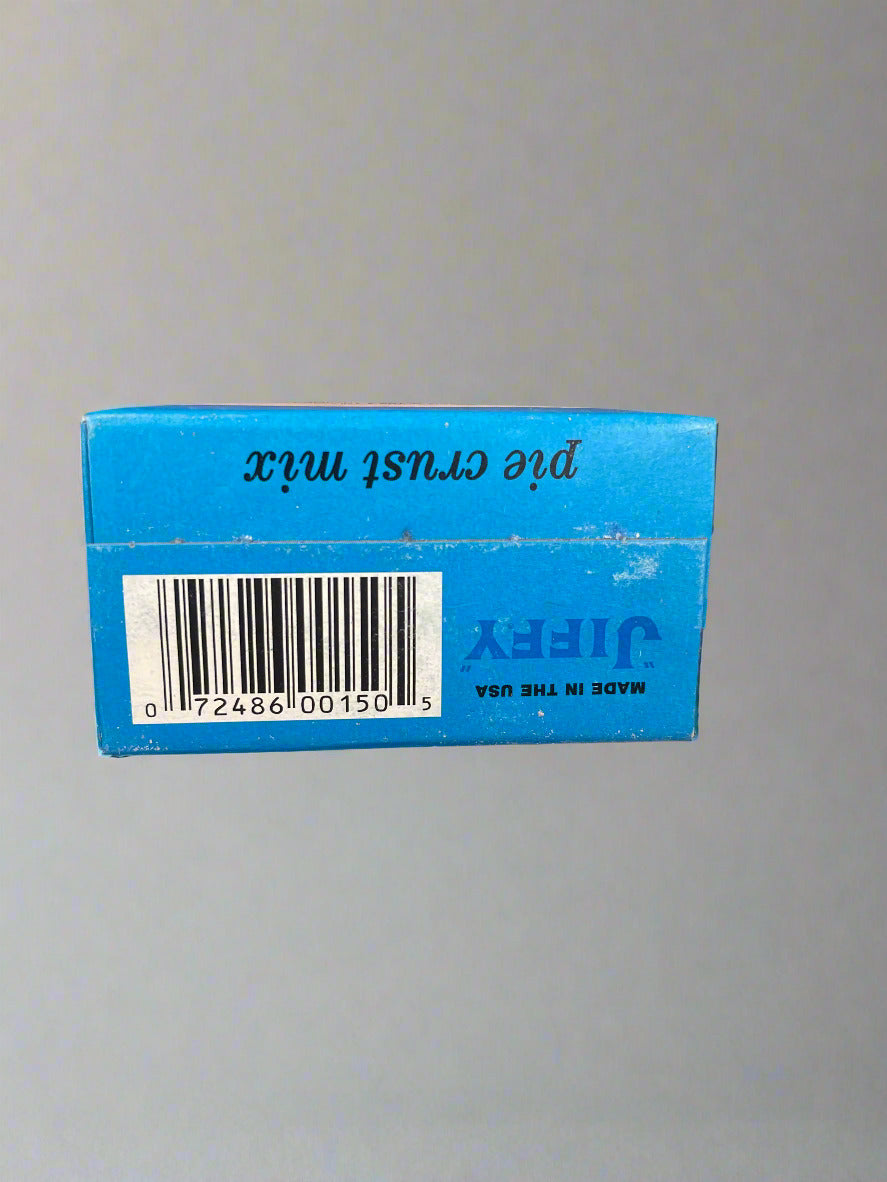 pie crust mix
"JIFFY"
MADE IN THE USA
0 72486 00150 5